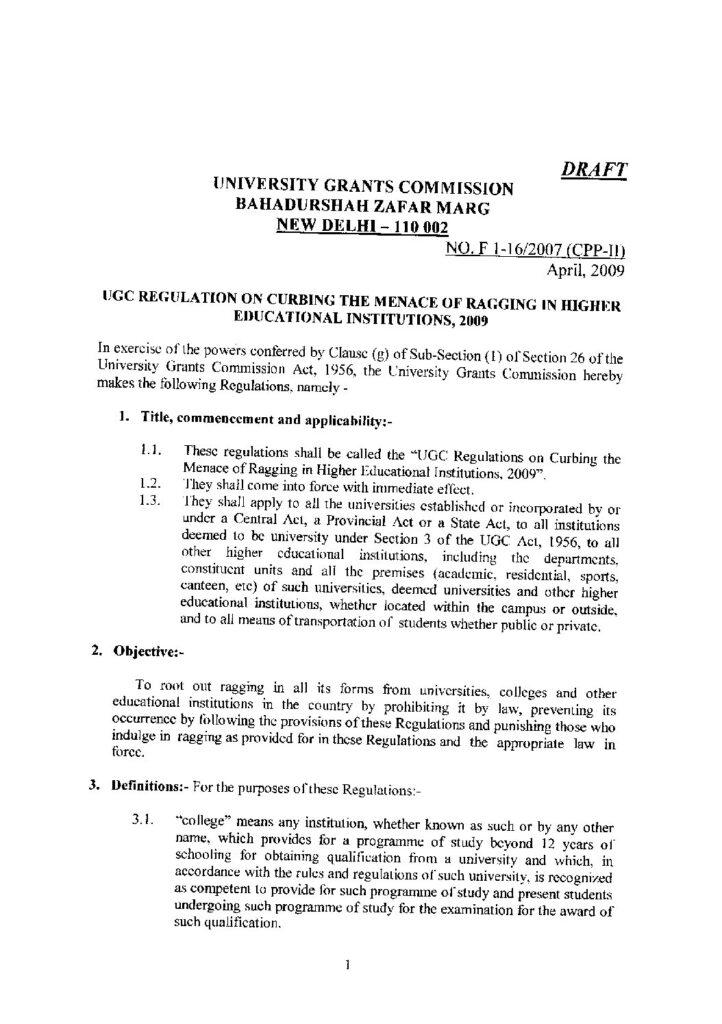 DRAFT
UNIVERSITY GRANTS COMMISSION
BAHADURSHAH ZAFAR MARG
NEW DELHI – 110 002
NO. F 1-16/2007 (CPP-II)
April, 2009
UGC REGULATION ON CURBING THE MENACE OF RAGGING IN HIGHER
EDUCATIONAL INSTITUTIONS, 2009
In exercise of the powers conferred by Clause (g) of Sub-Section (1) of Section 26 of the
University Grants Commission Act, 1956, the University Grants Commission hereby
makes the following Regulations, namely -
1. Title, commencement and applicability:-
1.1. These regulations shall be called the “UGC Regulations on Curbing the
Menace of Ragging in Higher Educational Institutions, 2009”.
1.2. They shall come into force with immediate effect.
1.3. They shall apply to all the universities established or incorporated by or
under a Central Act, a Provincial Act or a State Act, to all institutions
deemed to be university under Section 3 of the UGC Act, 1956, to all
other higher educational institutions, including the departments,
constituent units and all the premises (academic, residential, sports,
canteen, etc) of such universities, deemed universities and other higher
educational institutions, whether located within the campus or outside,
and to all means of transportation of students whether public or private.
2. Objective:-
To root out ragging in all its forms from universities, colleges and other
educational institutions in the country by prohibiting it by law, preventing its
occurrence by following the provisions of these Regulations and punishing those who
indulge in ragging as provided for in these Regulations and the appropriate law in
force.
3. Definitions:- For the purposes of these Regulations:-
3.1. “college” means any institution, whether known as such or by any other
name, which provides for a programme of study beyond 12 years of
schooling for obtaining qualification from a university and which, in
accordance with the rules and regulations of such university, is recognized
as competent to provide for such programme of study and present students
undergoing such programme of study for the examination for the award of
such qualification.
1